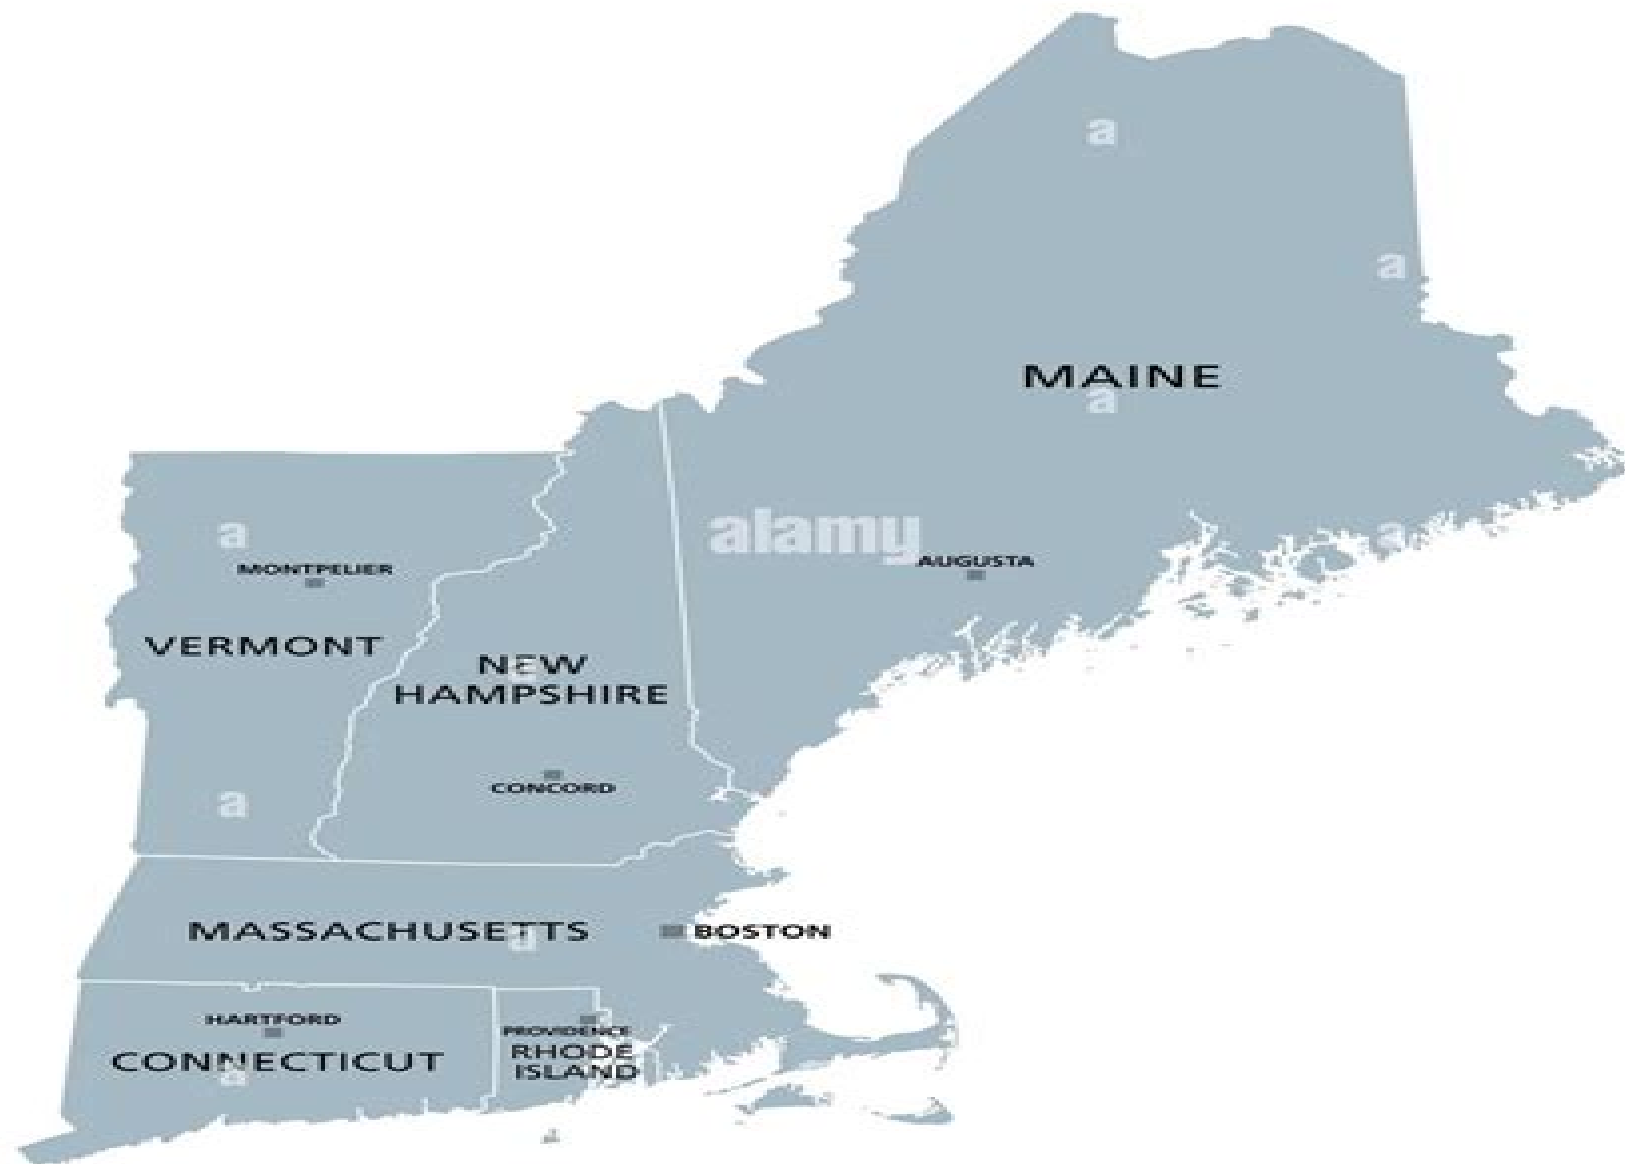 a
a
MAINE
a
alamy
a
a
MONTPELIER
AUGUSTA
VERMONT
NEW
HAMPSHIRE
a
CONCORD
a
MASSACHUSETTS
a
BOSTON
HARTFORD
PROVIDENCE
CONNECTICUT
a
RHODE
ISLAND